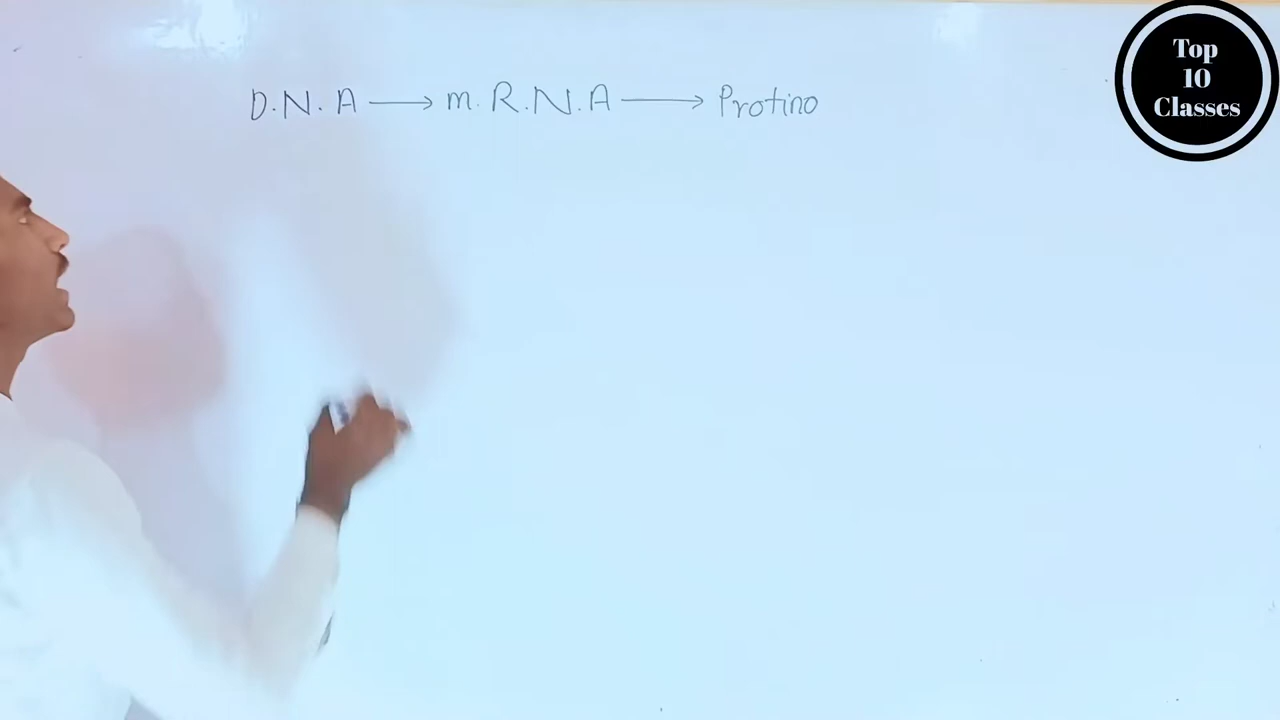 D.N.A → m.R.N.A → Protino
Top
10
Classes